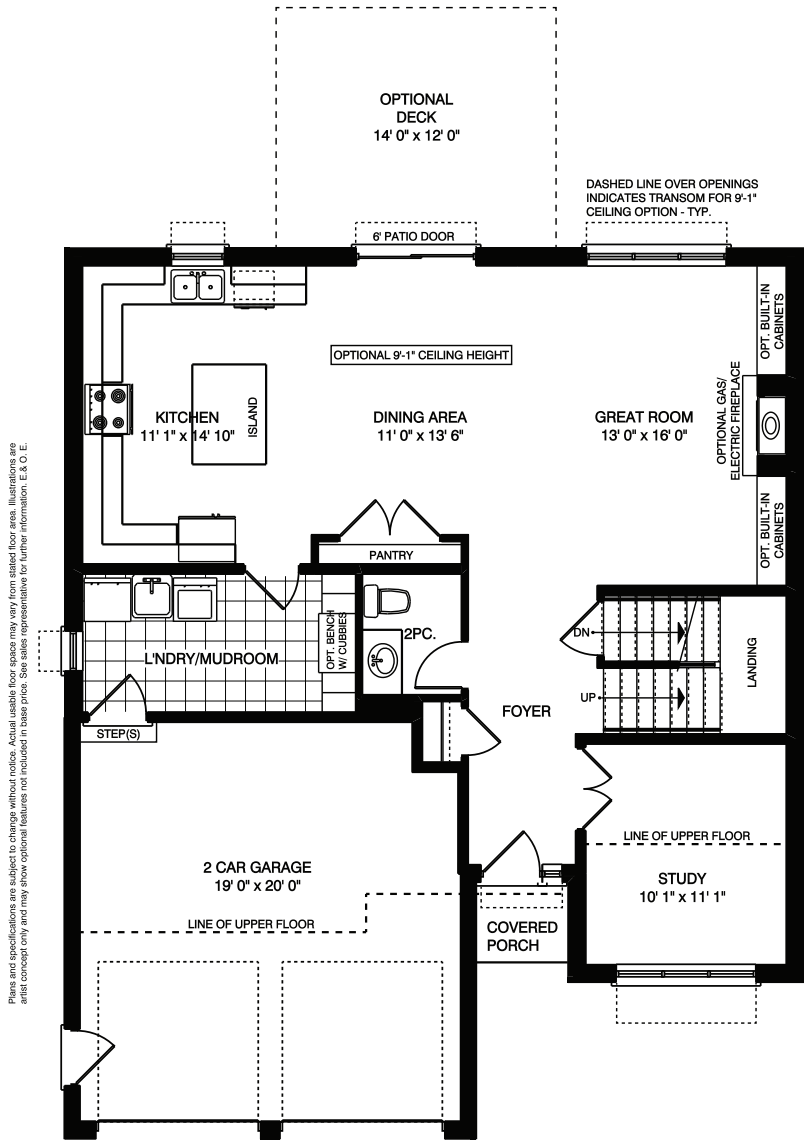 OPTIONAL
DECK
14' 0" x 12' 0"
DASHED LINE OVER OPENINGS
INDICATES TRANSOM FOR 9'-1"
CEILING OPTION - TYP.
6' PATIO DOOR
OPT. BUILT-IN
CABINETS
OPTIONAL 9'-1" CEILING HEIGHT
KITCHEN
11' 1" x 14' 10"
ISLAND
DINING AREA
11' 0" x 13' 6"
GREAT ROOM
13' 0" x 16' 0"
OPTIONAL GAS/
ELECTRIC FIREPLACE
OPT. BUILT-IN
CABINETS
PANTRY
L'NDRY/MUDROOM
OPT. BENCH
W/ CUBBIES
2PC.
DN
UP
LANDING
FOYER
STEP(S)
LINE OF UPPER FLOOR
2 CAR GARAGE
19' 0" x 20' 0"
STUDY
10' 1" x 11' 1"
LINE OF UPPER FLOOR
COVERED
PORCH
Plans and specifications are subject to change without notice. Actual usable floor space may vary from stated floor area. Illustrations are
artist concept only and may show optional features not included in base price. See sales representative for further information. E.& O. E.